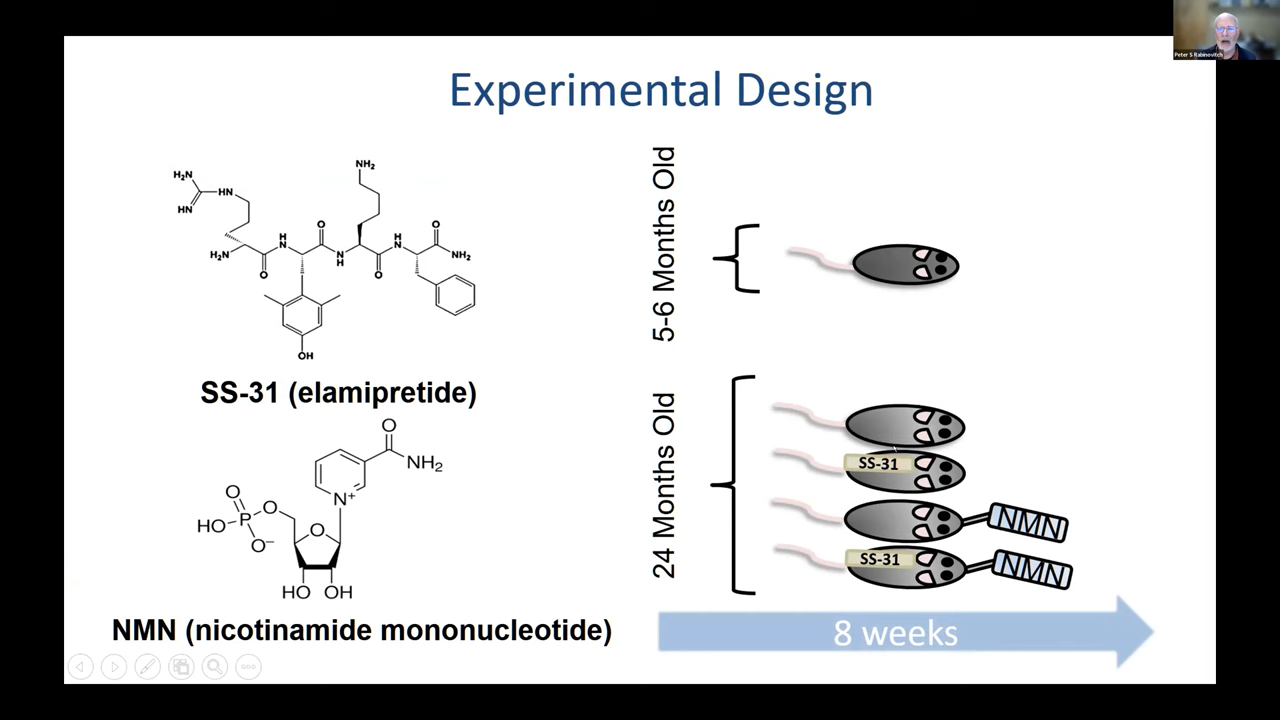 Peter S Rabinovitch
Experimental Design
5-6 Months Old
H₂N
HN
HN
H₂N
O
H
N
O
N
H
NH₂
O
H
N
O
NH₂
OH
SS-31 (elamipretide)
O
NH₂
N⁺
O
HO
P
O
O⁻
O
HO
OH
NMN (nicotinamide mononucleotide)
24 Months Old
SS-31
NMN
SS-31
NMN
8 weeks